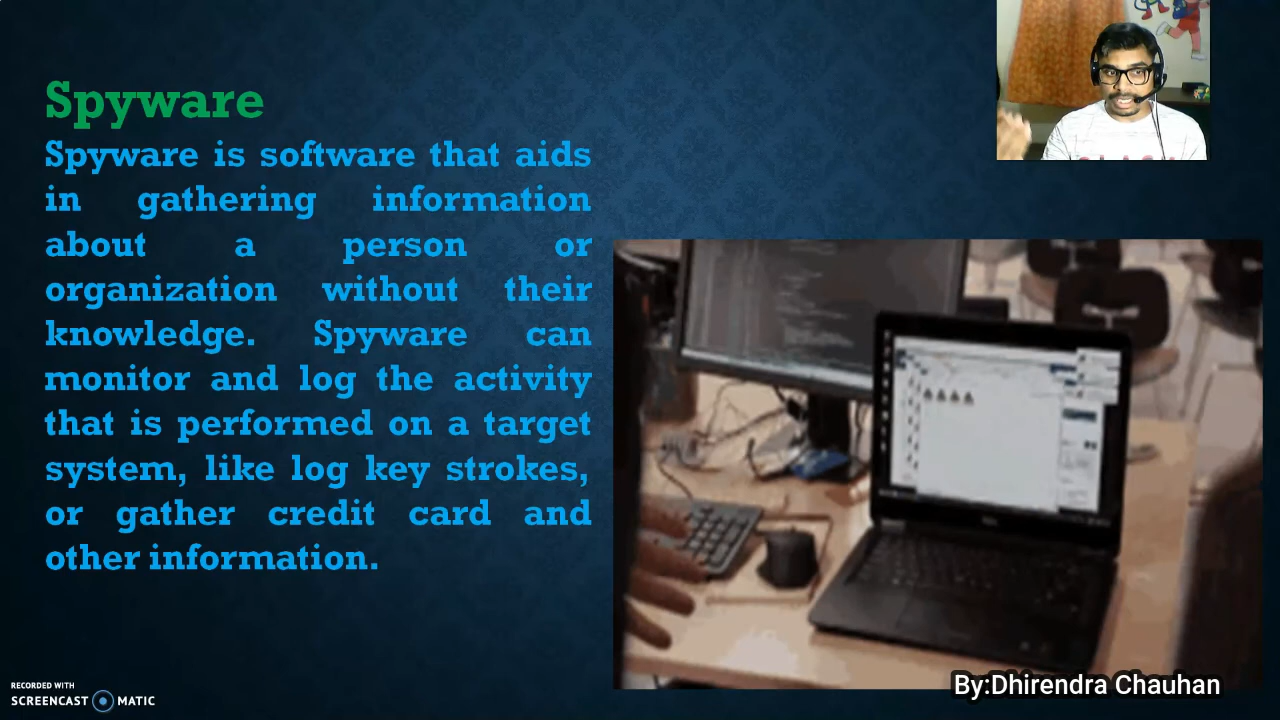 Spyware
Spyware is software that aids
in gathering information
about a person or
organization without their
knowledge. Spyware can
monitor and log the activity
that is performed on a target
system, like log key strokes,
or gather credit card and
other information.
RECORDED WITH
SCREENCAST MATIC
By:Dhirendra Chauhan